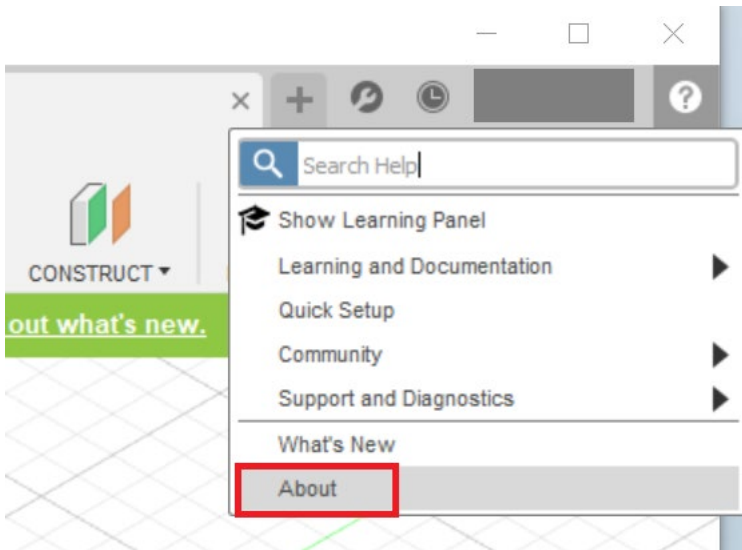 ?
Search Help
Show Learning Panel
CONSTRUCT
Learning and Documentation
Quick Setup
out what's new.
Community
Support and Diagnostics
What's New
About